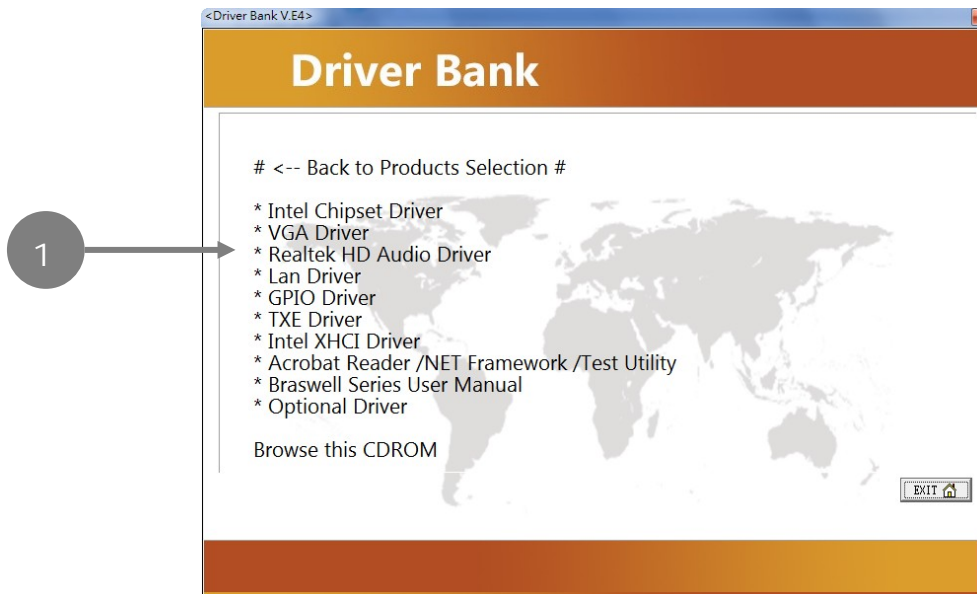 <Driver Bank V.E4>
Driver Bank
# <-- Back to Products Selection #
* Intel Chipset Driver
* VGA Driver
1
* Realtek HD Audio Driver
* Lan Driver
* GPIO Driver
* TXE Driver
* Intel XHCI Driver
* Acrobat Reader /NET Framework /Test Utility
* Braswell Series User Manual
* Optional Driver
Browse this CDROM
EXIT